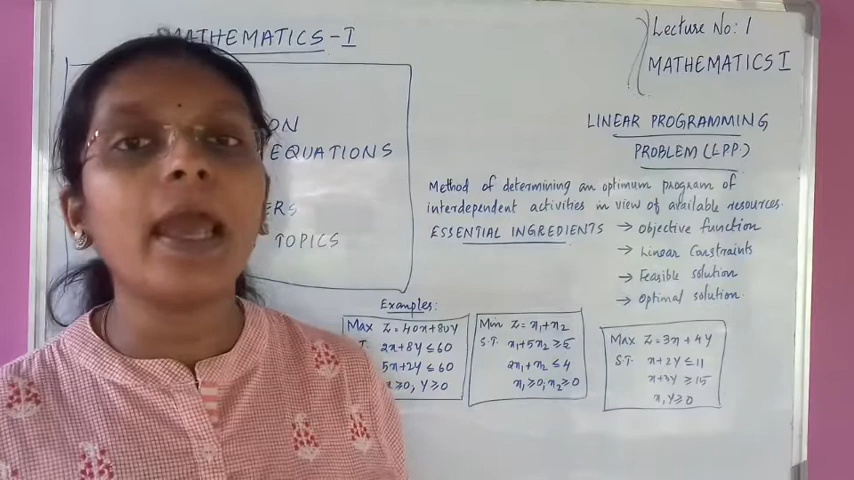 MATHEMATICS - I
ON
EQUATIONS
ERS
TOPICS
Lecture No: 1
MATHEMATICS I
LINEAR PROGRAMMING
PROBLEM (LPP)
Method of determining an optimum program of
interdependent activities in view of available resources.
ESSENTIAL INGREDIENTS → Objective function
→ Linear Constraints
→ Feasible solution
→ Optimal solution.
Examples:
Max Z = 40x + 80y
T. 2x + 8y ≤ 60
5x + 2y ≤ 60
x ≥ 0, y ≥ 0
Min Z = x₁ + x₂
S.T. x₁ + 5x₂ ≥ 5
2x₁ + x₂ ≤ 4
x₁ ≥ 0, x₂ ≥ 0
Max Z = 3x + 4y
S.T. x + 2y ≤ 11
x + 3y ≥ 15
x, y ≥ 0